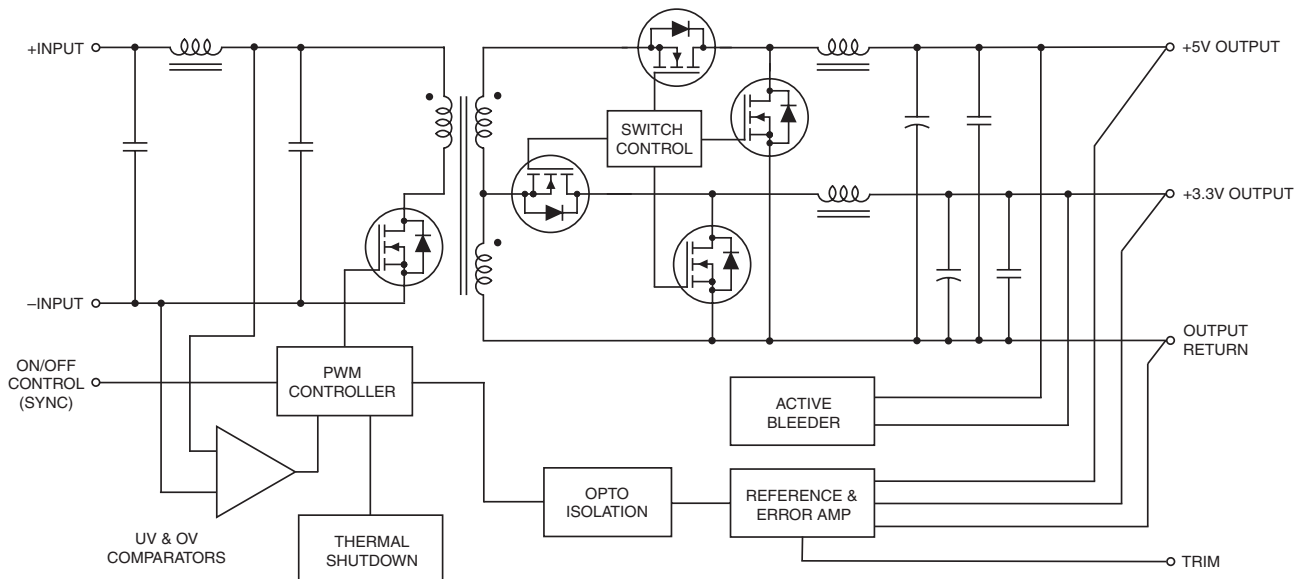 +INPUT
+5V OUTPUT
SWITCH
CONTROL
+3.3V OUTPUT
–INPUT
ON/OFF
CONTROL
(SYNC)
PWM
CONTROLLER
OUTPUT
RETURN
ACTIVE
BLEEDER
OPTO
ISOLATION
REFERENCE &
ERROR AMP
UV & OV
COMPARATORS
THERMAL
SHUTDOWN
TRIM